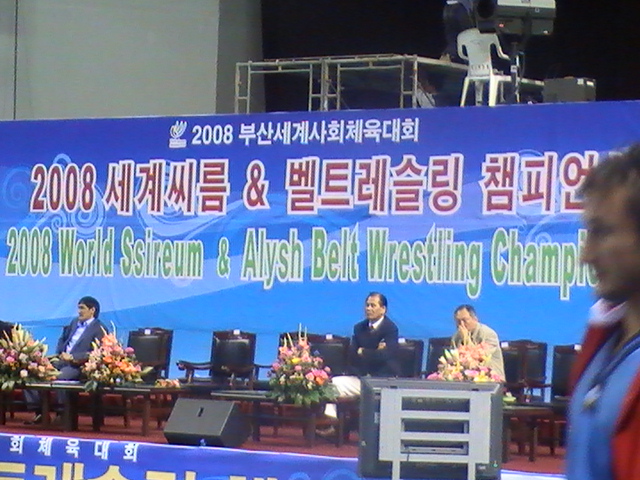 2008 부산세계사회체육대회
2008 세계씨름 & 벨트레슬링 챔피언
2008 World Ssireum & Alysh Belt Wrestling Champi
회체육대회